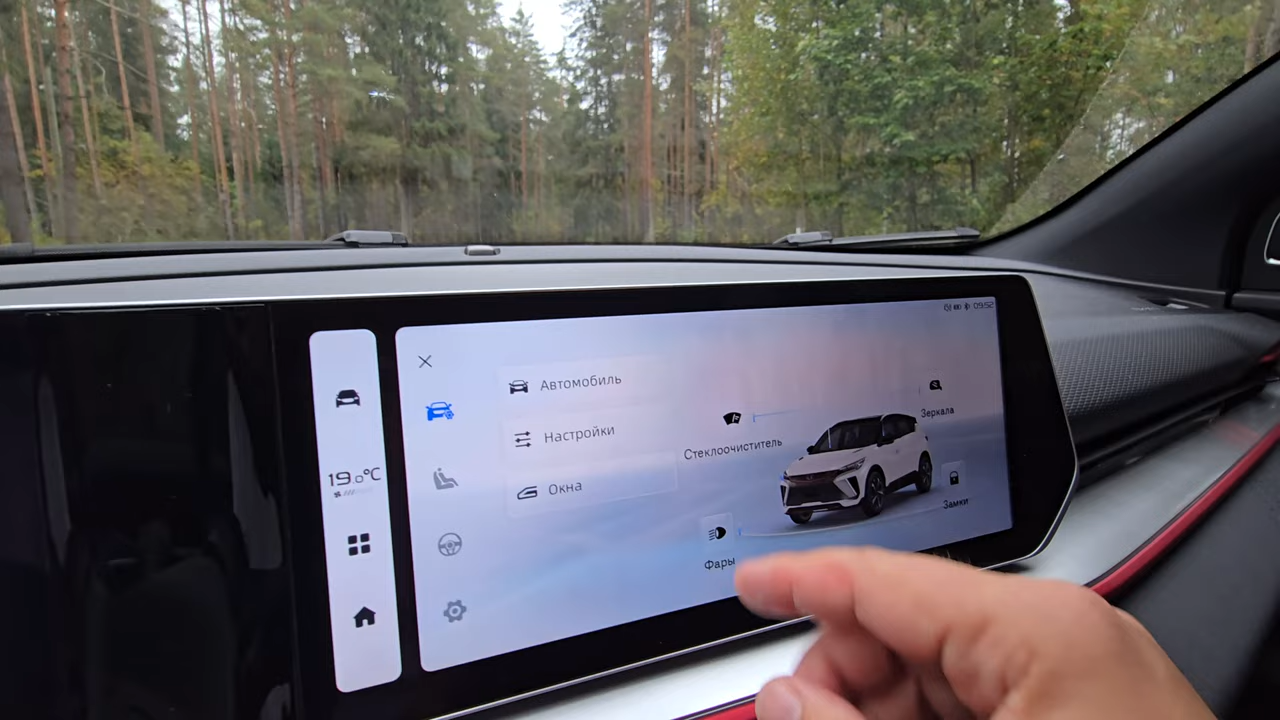 09:52
19.0°C
Автомобиль
Настройки
Окна
Стеклоочиститель
Зеркала
Замки
Фары